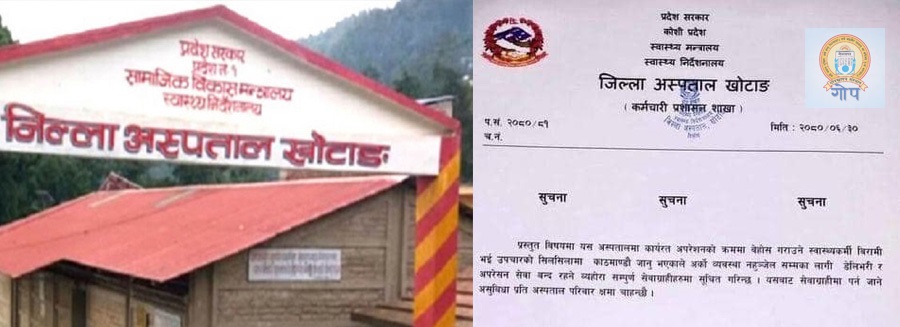 प्रदेश सरकार
प्रदेश नं १
सामाजिक विकास मन्त्रालय
स्वास्थ्य निर्देशनालय
जिल्ला अस्पताल खोटाङ
प्रदेश सरकार
कोशी प्रदेश
स्वास्थ्य मन्त्रालय
स्वास्थ्य निर्देशनालय
जिल्ला अस्पताल खोटाङ
( कर्मचारी प्रशासन शाखा )
गोप
प.सं. २०८०/८१
मिति : २०८०/०६/३०
च.नं.
सुचना सुचना सुचना
प्रस्तुत विषयमा यस अस्पतालमा कार्यरत अपरेशनको क्रममा बेहोस गराउने स्वास्थ्यकर्मी बिरामी
भई उपचारको सिलसिलामा काठमाण्डौ जानु भएकाले अर्को व्यवस्था नहुञ्जेल सम्मका लागी डेलिभरी र
अपरेसन सेवा बन्द रहने व्यहोरा सम्पुर्ण सेवाग्राहीहरुमा सूचित गरिन्छ । यसबाट सेवाग्राहीमा पर्न जाने
असुविधा प्रति अस्पताल परिवार क्षमा चाहन्छौ ।